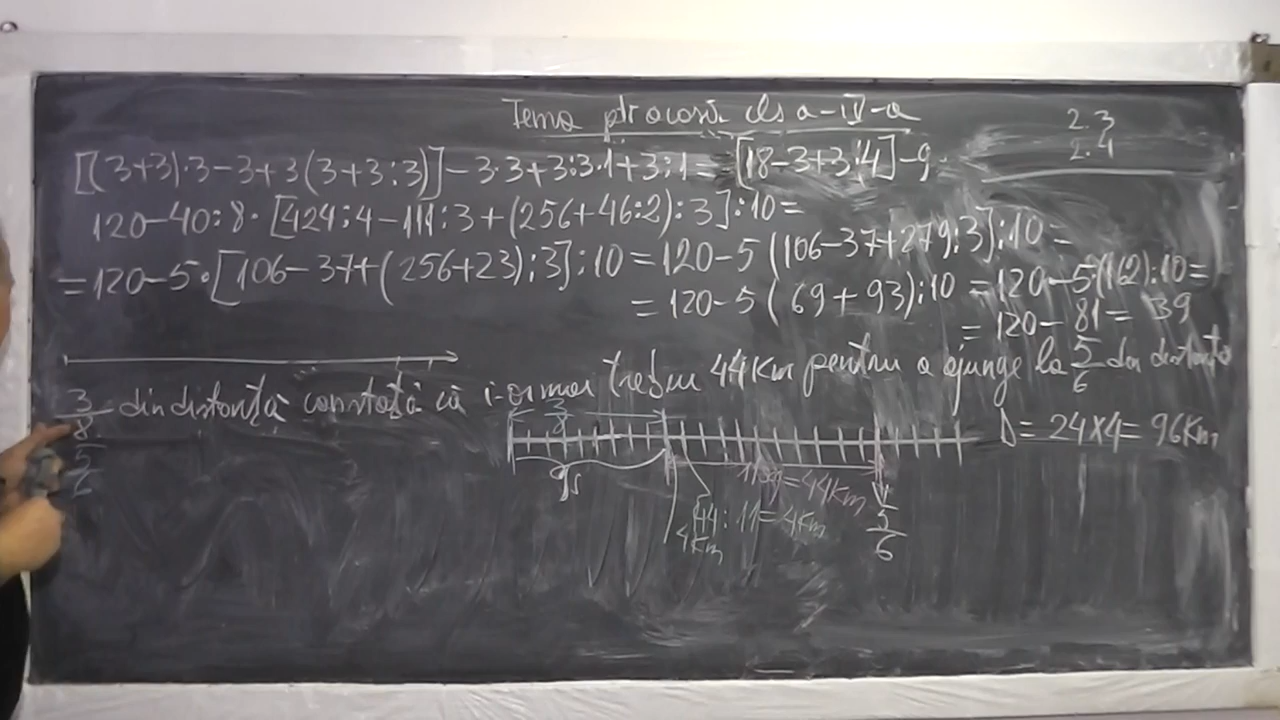 Tema pt acasă cls a-IV-a
2.3
2.4
[(3+3)·3-3+3(3+3:3)]-3·3+3:3·1+3:1= [18-3+3·4]-9
120-40:8·[424:4-111:3+(256+46:2):3]:10=
=120-5·[106-37+(256+23):3]:10=120-5(106-37+279:3]:10=
=120-5(69+93):10=120-5(162):10=
=120-81=39
3/8 din distanță constată că i-ar mai trebui 44Km pentru a ajunge la 5/6 din distanță
5/6
3
9s
11s=44Km
44:11=4Km
4Km
5/6
D=24×4=96Km